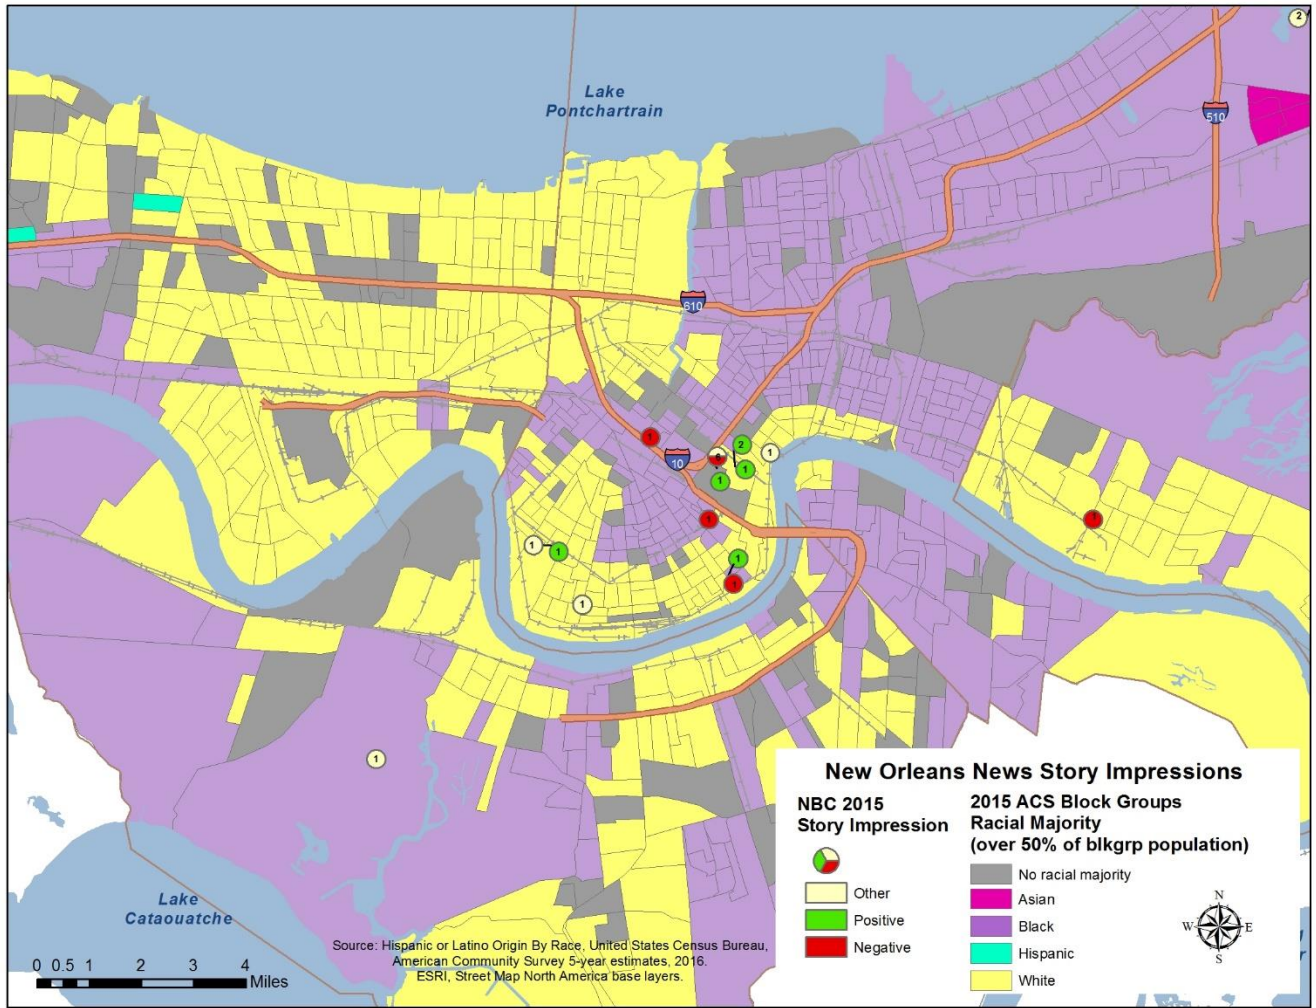 2
Lake
Pontchartrain
510
610
1
2
6
1
10
1
1
1
1
1
1
1
1
1
1
1
New Orleans News Story Impressions
NBC 2015
Story Impression
Other
Positive
Negative
2015 ACS Block Groups
Racial Majority
(over 50% of blkgrp population)
No racial majority
Asian
Black
Hispanic
White
N
W
E
S
Lake
Cataouatche
Source: Hispanic or Latino Origin By Race, United States Census Bureau,
American Community Survey 5-year estimates, 2016.
ESRI, Street Map North America base layers.
0 0.5 1 2 3 4
Miles